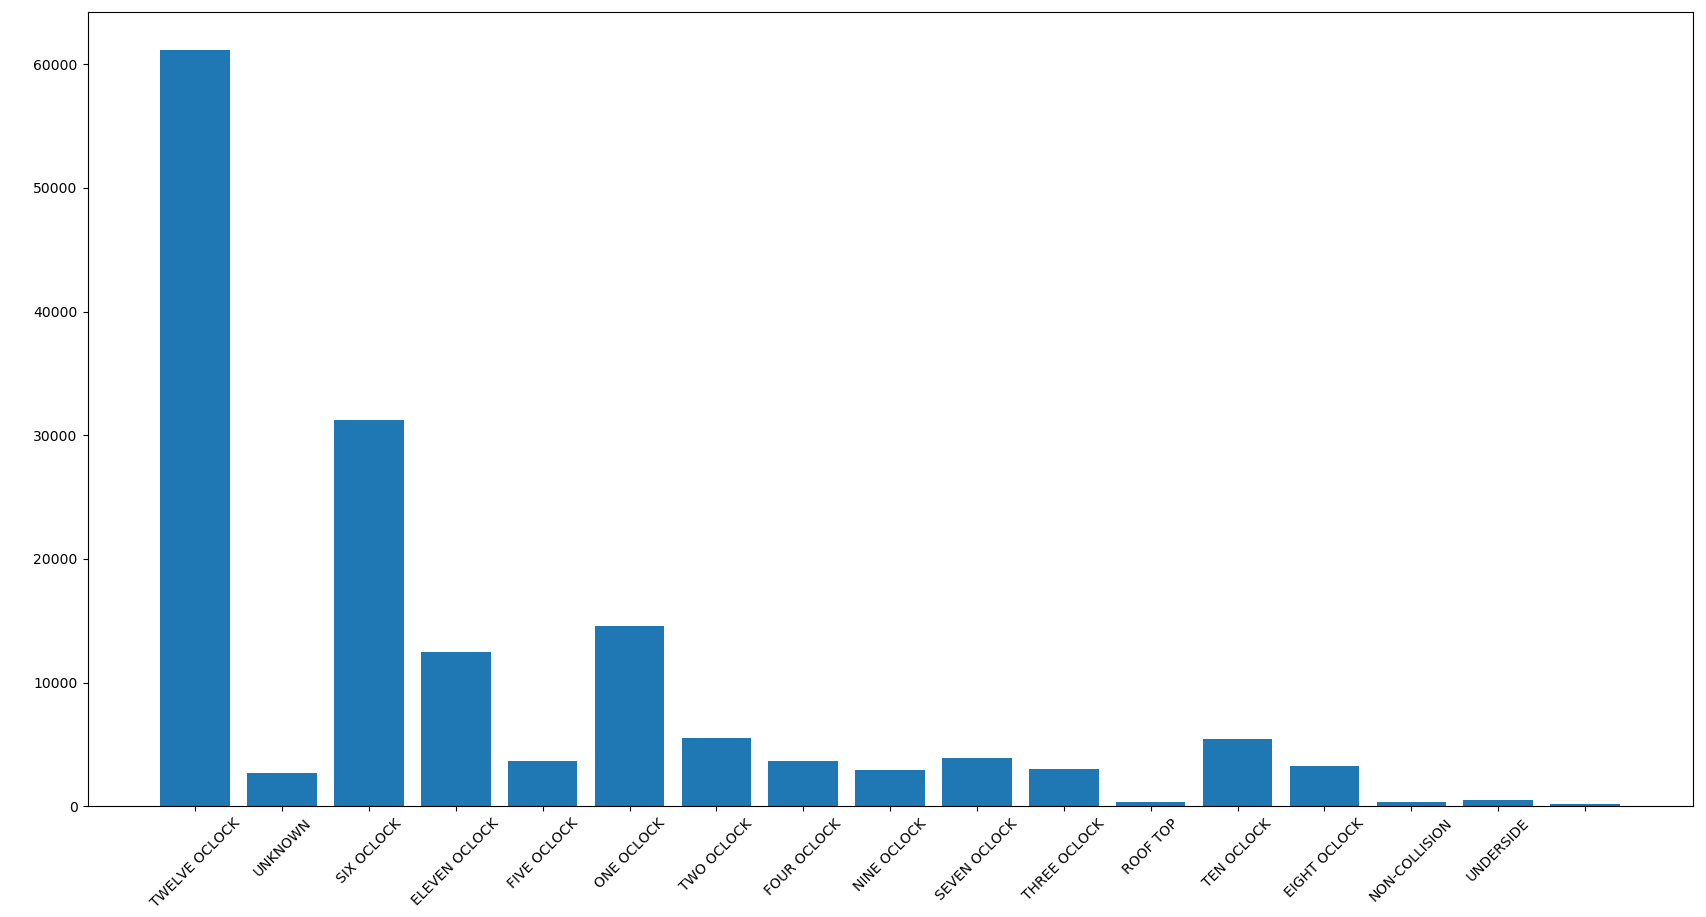 60000
50000
40000
30000
20000
10000
0
TWELVE OCLOCK
UNKNOWN
SIX OCLOCK
ELEVEN OCLOCK
FIVE OCLOCK
ONE OCLOCK
TWO OCLOCK
FOUR OCLOCK
NINE OCLOCK
SEVEN OCLOCK
THREE OCLOCK
ROOF TOP
TEN OCLOCK
EIGHT OCLOCK
NON-COLLISION
UNDERSIDE